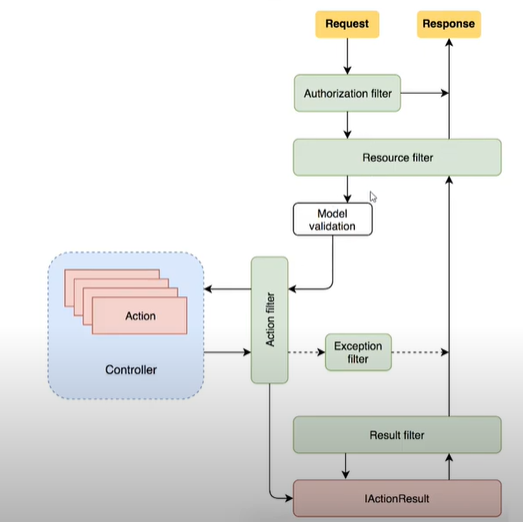 Request
Response
Authorization filter
Resource filter
Model
validation
Action filter
Action
Controller
Exception
filter
Result filter
IActionResult